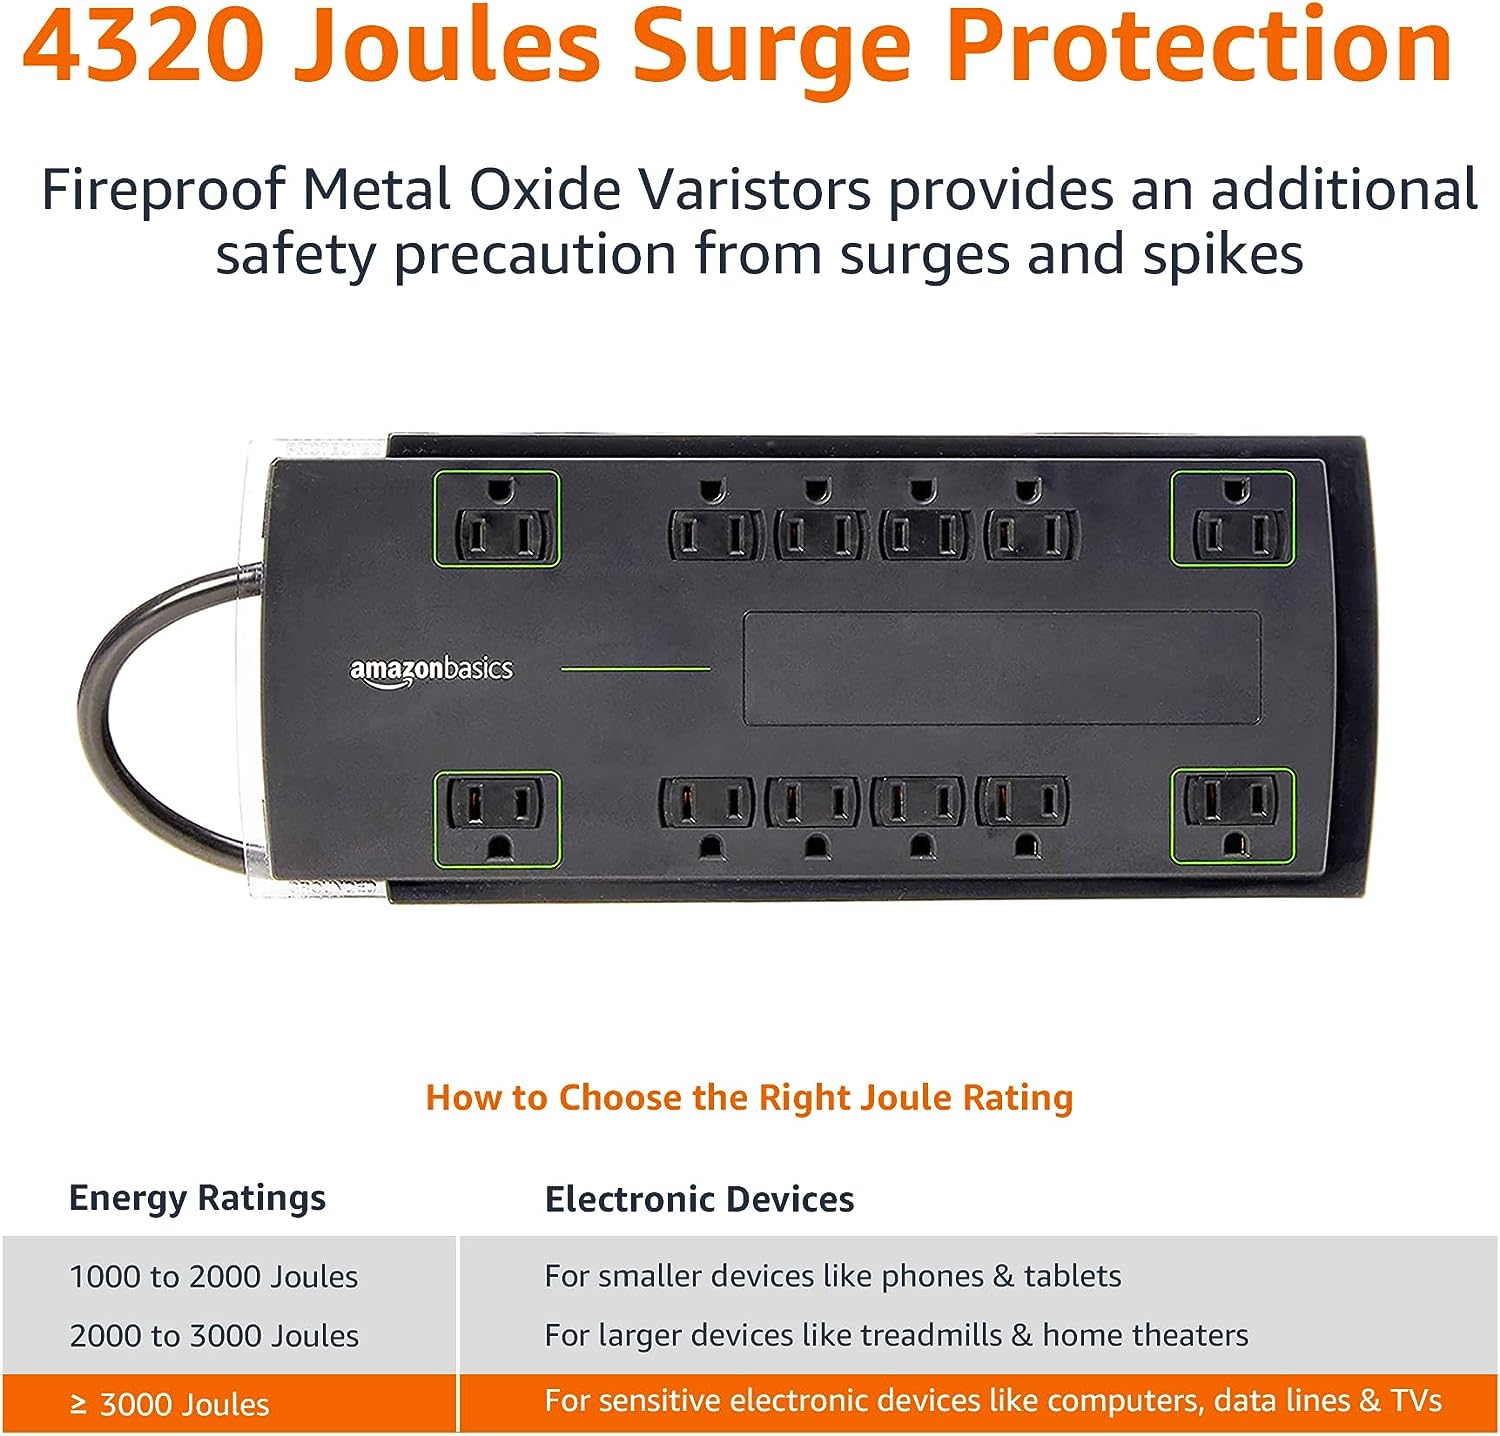 4320 Joules Surge Protection
Fireproof Metal Oxide Varistors provides an additional
safety precaution from surges and spikes
PROTECTED
amazonbasics
GROUNDED
How to Choose the Right Joule Rating
Energy Ratings Electronic Devices
1000 to 2000 Joules For smaller devices like phones & tablets
2000 to 3000 Joules For larger devices like treadmills & home theaters
≥ 3000 Joules For sensitive electronic devices like computers, data lines & TVs